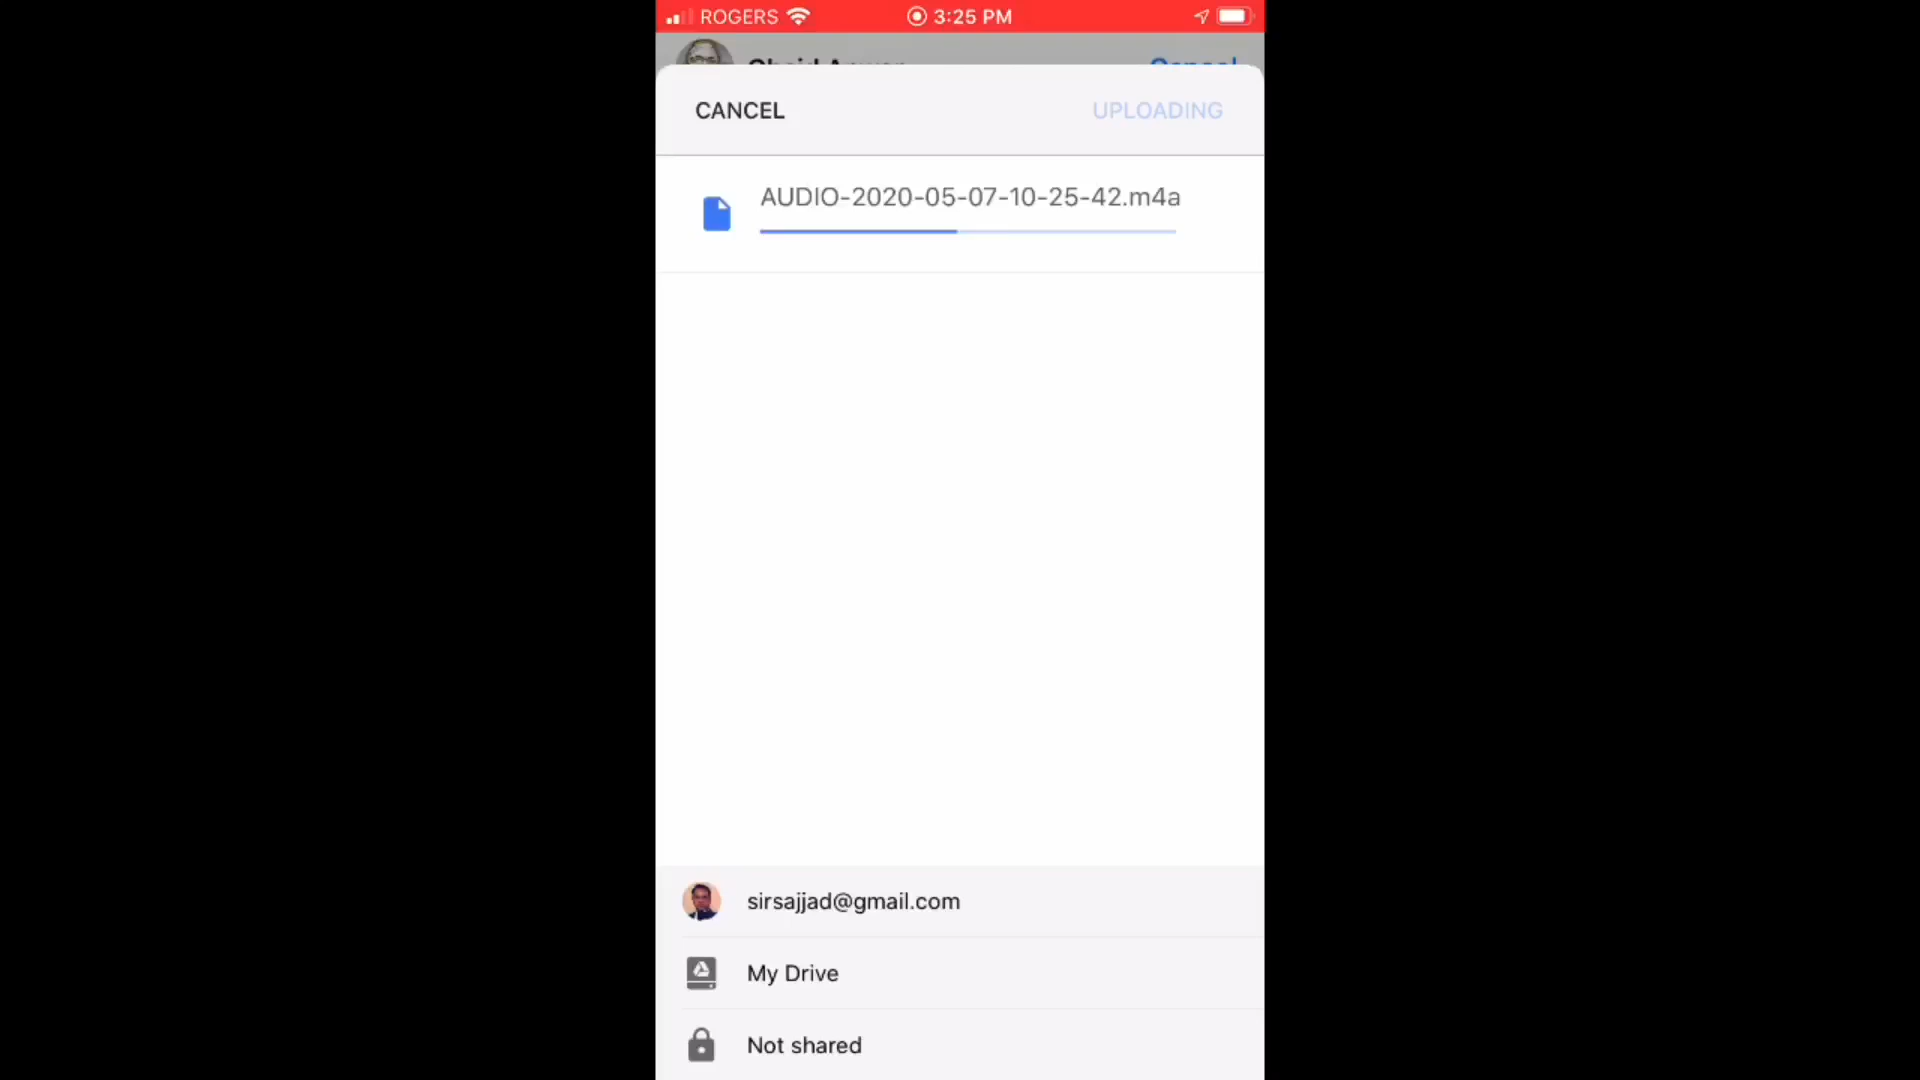 ROGERS 3:25 PM
CANCEL UPLOADING
AUDIO-2020-05-07-10-25-42.m4a
sirsajjad@gmail.com
My Drive
Not shared